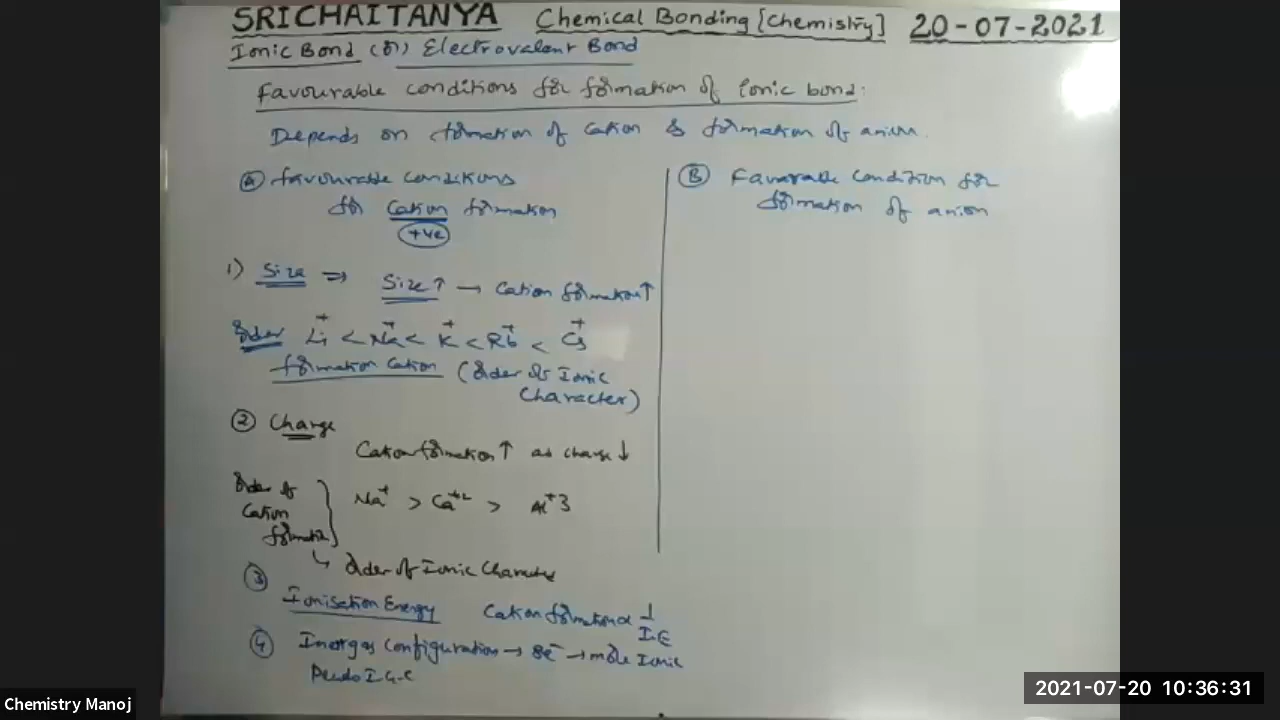 SRICHAITANYA Chemical Bonding [Chemistry] 20-07-2021
Ionic Bond (or) Electrovalent Bond
Favourable conditions for formation of ionic bond:
Depends on formation of cation & formation of anion.
(A) favourable conditions
for cation formation
+ve
1) Size ⇒ Size↑ → cation formation↑
Order Li⁺ < Na⁺ < K⁺ < Rb⁺ < Cs⁺
formation cation (order of Ionic
character)
(2) Charge
Cation formation↑ as charge↓
Order of
cation
formation
Na⁺ > Ca⁺² > Al⁺3
↳ order of Ionic Character
(3) Ionisation Energy Cation formation ∝ 1/I.E
(4) Inert gas configuration → 8e⁻ → more Ionic
Pseudo I.G.C
(B) Favarable condition for
formation of anion
Chemistry Manoj
2021-07-20 10:36:31